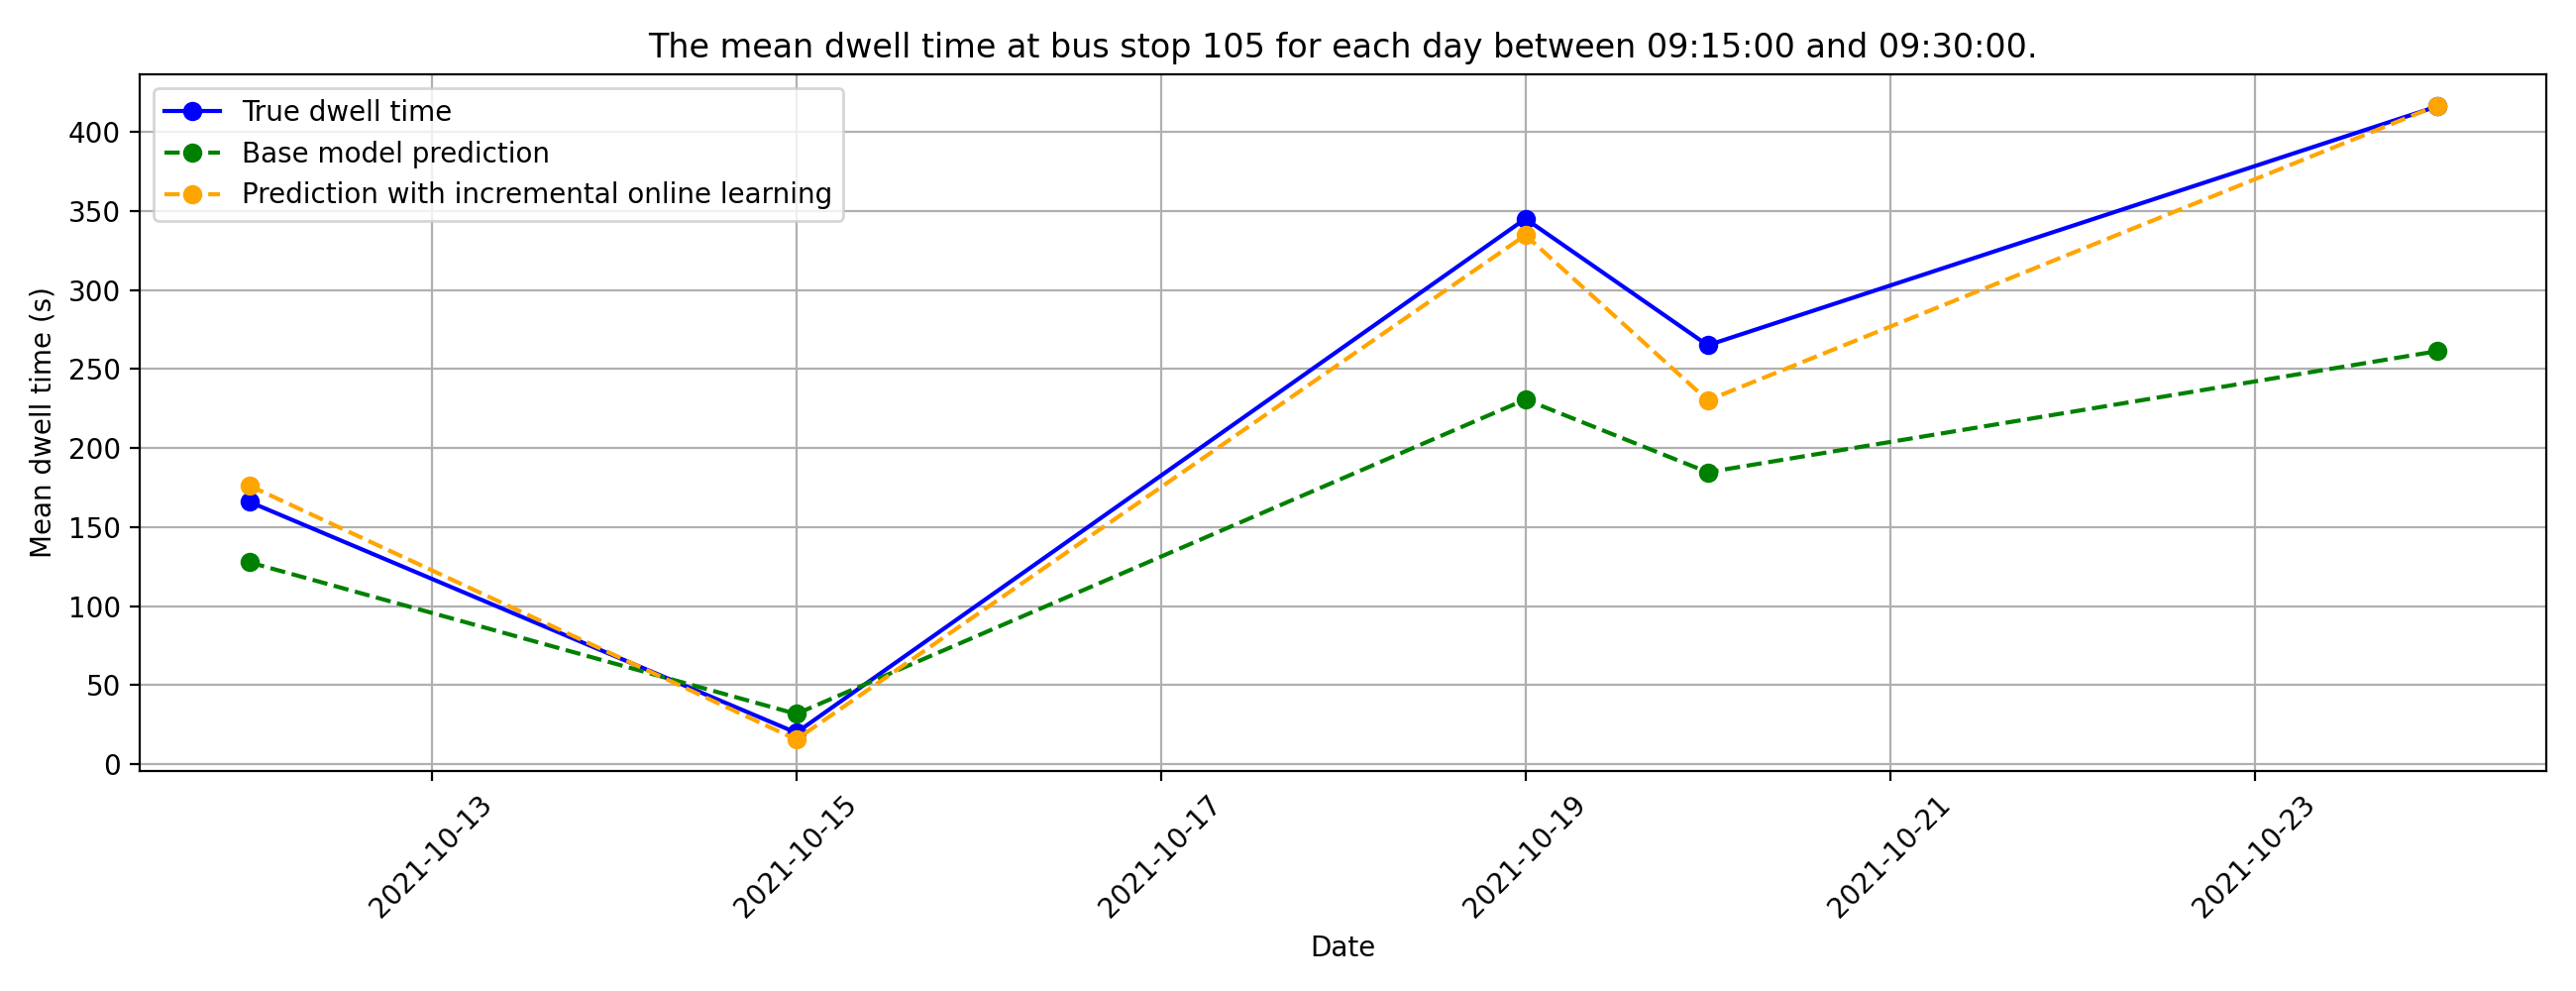 The mean dwell time at bus stop 105 for each day between 09:15:00 and 09:30:00.
True dwell time
Base model prediction
Prediction with incremental online learning
Mean dwell time (s)
400
350
300
250
200
150
100
50
0
2021-10-13
2021-10-15
2021-10-17
2021-10-19
2021-10-21
2021-10-23
Date